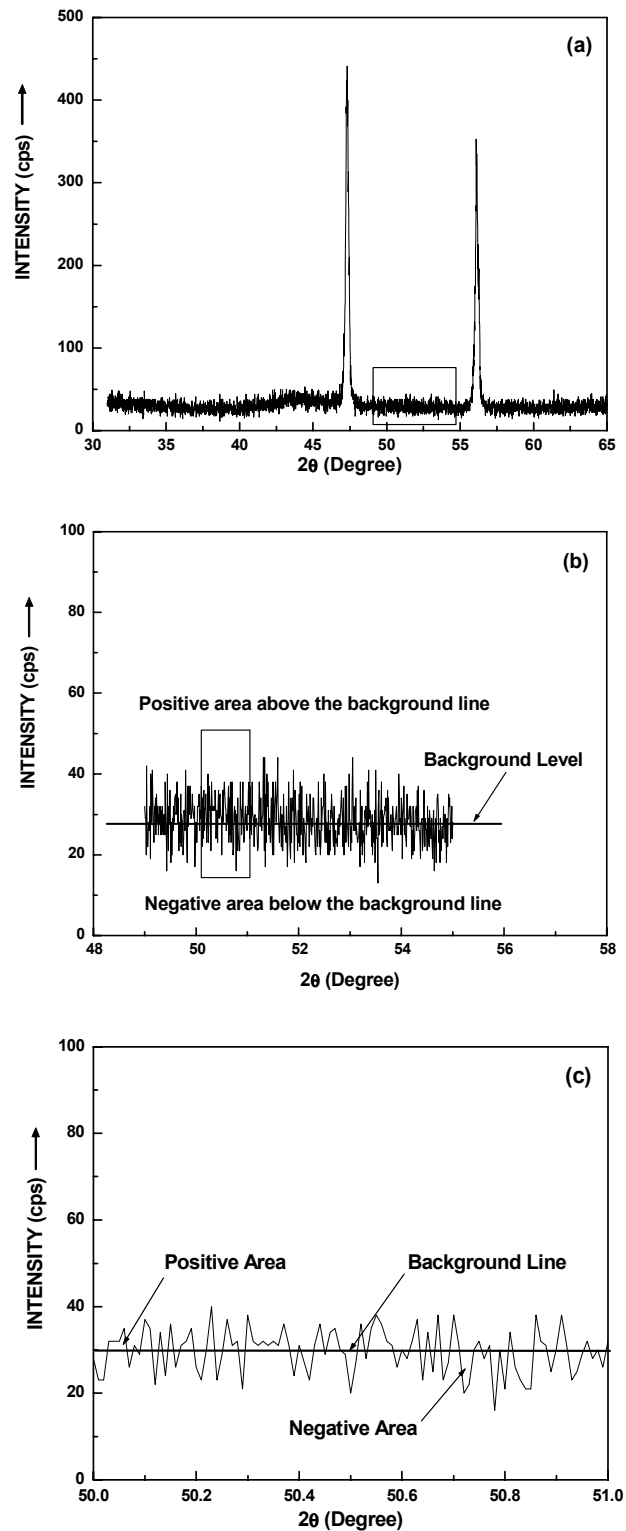 (a)
500
400
300
200
100
0
INTENSITY (cps)
30 35 40 45 50 55 60 65
2θ (Degree)
(b)
100
80
60
40
20
0
INTENSITY (cps)
Positive area above the background line
Background Level
Negative area below the background line
48 50 52 54 56 58
2θ (Degree)
(c)
100
80
60
40
20
0
INTENSITY (cps)
Positive Area
Background Line
Negative Area
50.0 50.2 50.4 50.6 50.8 51.0
2θ (Degree)